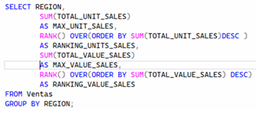 SELECT REGION,
SUM(TOTAL_UNIT_SALES)
AS MAX_UNIT_SALES,
RANK() OVER(ORDER BY SUM(TOTAL_UNIT_SALES)DESC )
AS RANKING_UNITS_SALES,
SUM(TOTAL_VALUE_SALES)
AS MAX_VALUE_SALES,
RANK() OVER(ORDER BY SUM(TOTAL_VALUE_SALES) DESC)
AS RANKING_VALUE_SALES
FROM Ventas
GROUP BY REGION;